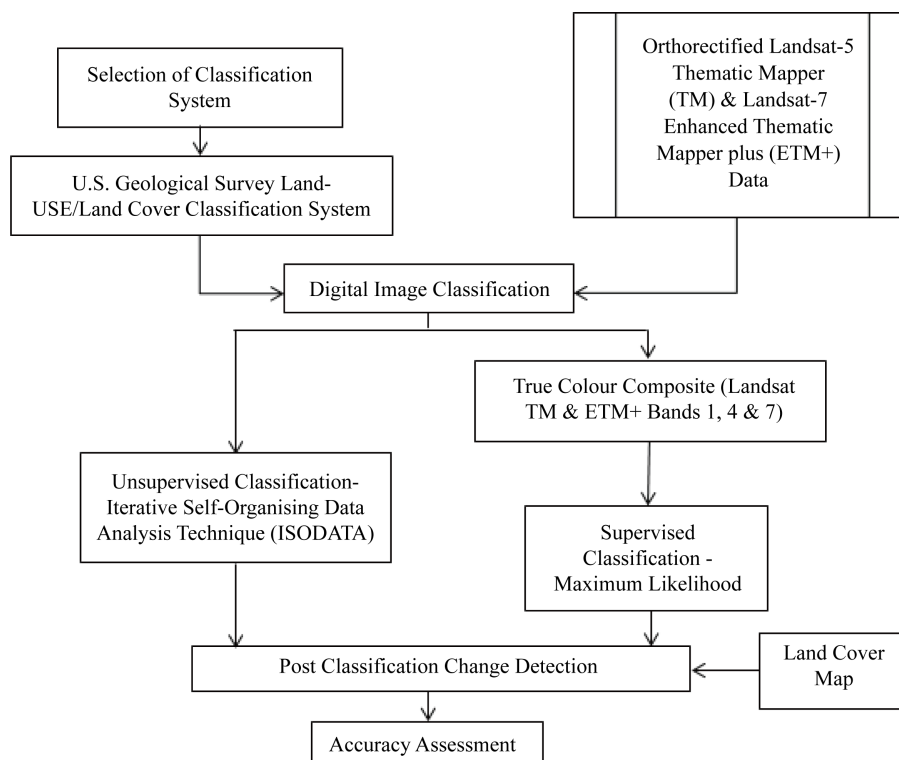 Selection of Classification
System
Orthorectified Landsat-5
Thematic Mapper
(TM) & Landsat-7
Enhanced Thematic
Mapper plus (ETM+)
Data
U.S. Geological Survey Land-
USE/Land Cover Classification System
Digital Image Classification
True Colour Composite (Landsat
TM & ETM+ Bands 1, 4 & 7)
Unsupervised Classification-
Iterative Self-Organising Data
Analysis Technique (ISODATA)
Supervised
Classification -
Maximum Likelihood
Post Classification Change Detection
Land Cover
Map
Accuracy Assessment